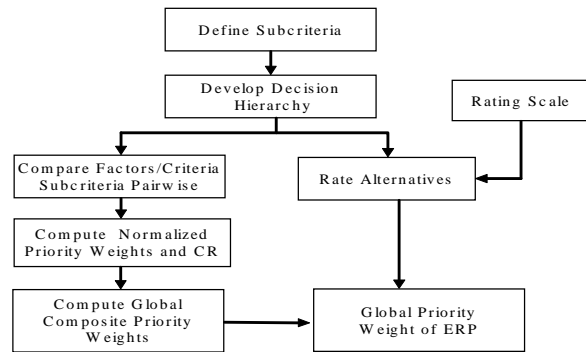 Define Subcriteria
Develop Decision
Hierarchy
Rating Scale
Compare Factors/Criteria
Subcriteria Pairwise
Rate Alternatives
Compute Normalized
Priority Weights and CR
Compute Global
Composite Priority
Weights
Global Priority
Weight of ERP